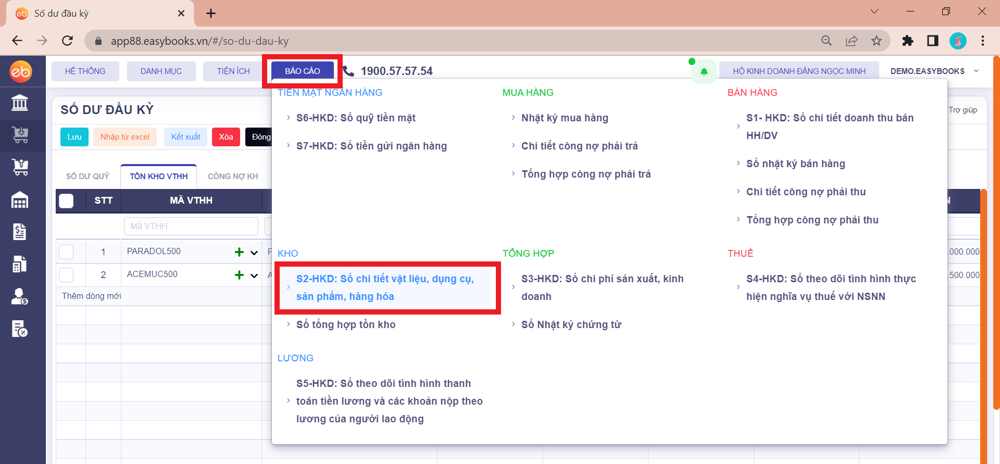 Số dư đầu kỳ
app88.easybooks.vn/#/so-du-dau-ky
eb
HỆ THỐNG
DANH MỤC
TIỆN ÍCH
BÁO CÁO
1900.57.57.54
HỘ KINH DOANH ĐẶNG NGỌC MINH
DEMO.EASYBOOKS
SỐ DƯ ĐẦU KỲ
Trợ giúp
Lưu
Nhập từ excel
Kết xuất
Xóa
Đóng
SỐ DƯ QUỸ
TỒN KHO VTHH
CÔNG NỢ KH
STT
MÃ VTHH
Mã VTHH
1
PARADOL500
.000.000
2
ACEMUC500
.500.000
Thêm dòng mới
TIỀN MẶT NGÂN HÀNG
S6-HKD: Sổ quỹ tiền mặt
S7-HKD: Sổ tiền gửi ngân hàng
MUA HÀNG
Nhật ký mua hàng
Chi tiết công nợ phải trả
Tổng hợp công nợ phải trả
BÁN HÀNG
S1- HKD: Sổ chi tiết doanh thu bán
HH/DV
Sổ nhật ký bán hàng
Chi tiết công nợ phải thu
Tổng hợp công nợ phải thu
KHO
S2-HKD: Sổ chi tiết vật liệu, dụng cụ,
sản phẩm, hàng hóa
Sổ tổng hợp tồn kho
TỔNG HỢP
S3-HKD: Sổ chi phí sản xuất, kinh
doanh
Sổ Nhật ký chứng từ
THUẾ
S4-HKD: Sổ theo dõi tình hình thực
hiện nghĩa vụ thuế với NSNN
LƯƠNG
S5-HKD: Sổ theo dõi tình hình thanh
toán tiền lương và các khoản nộp theo
lương của người lao động